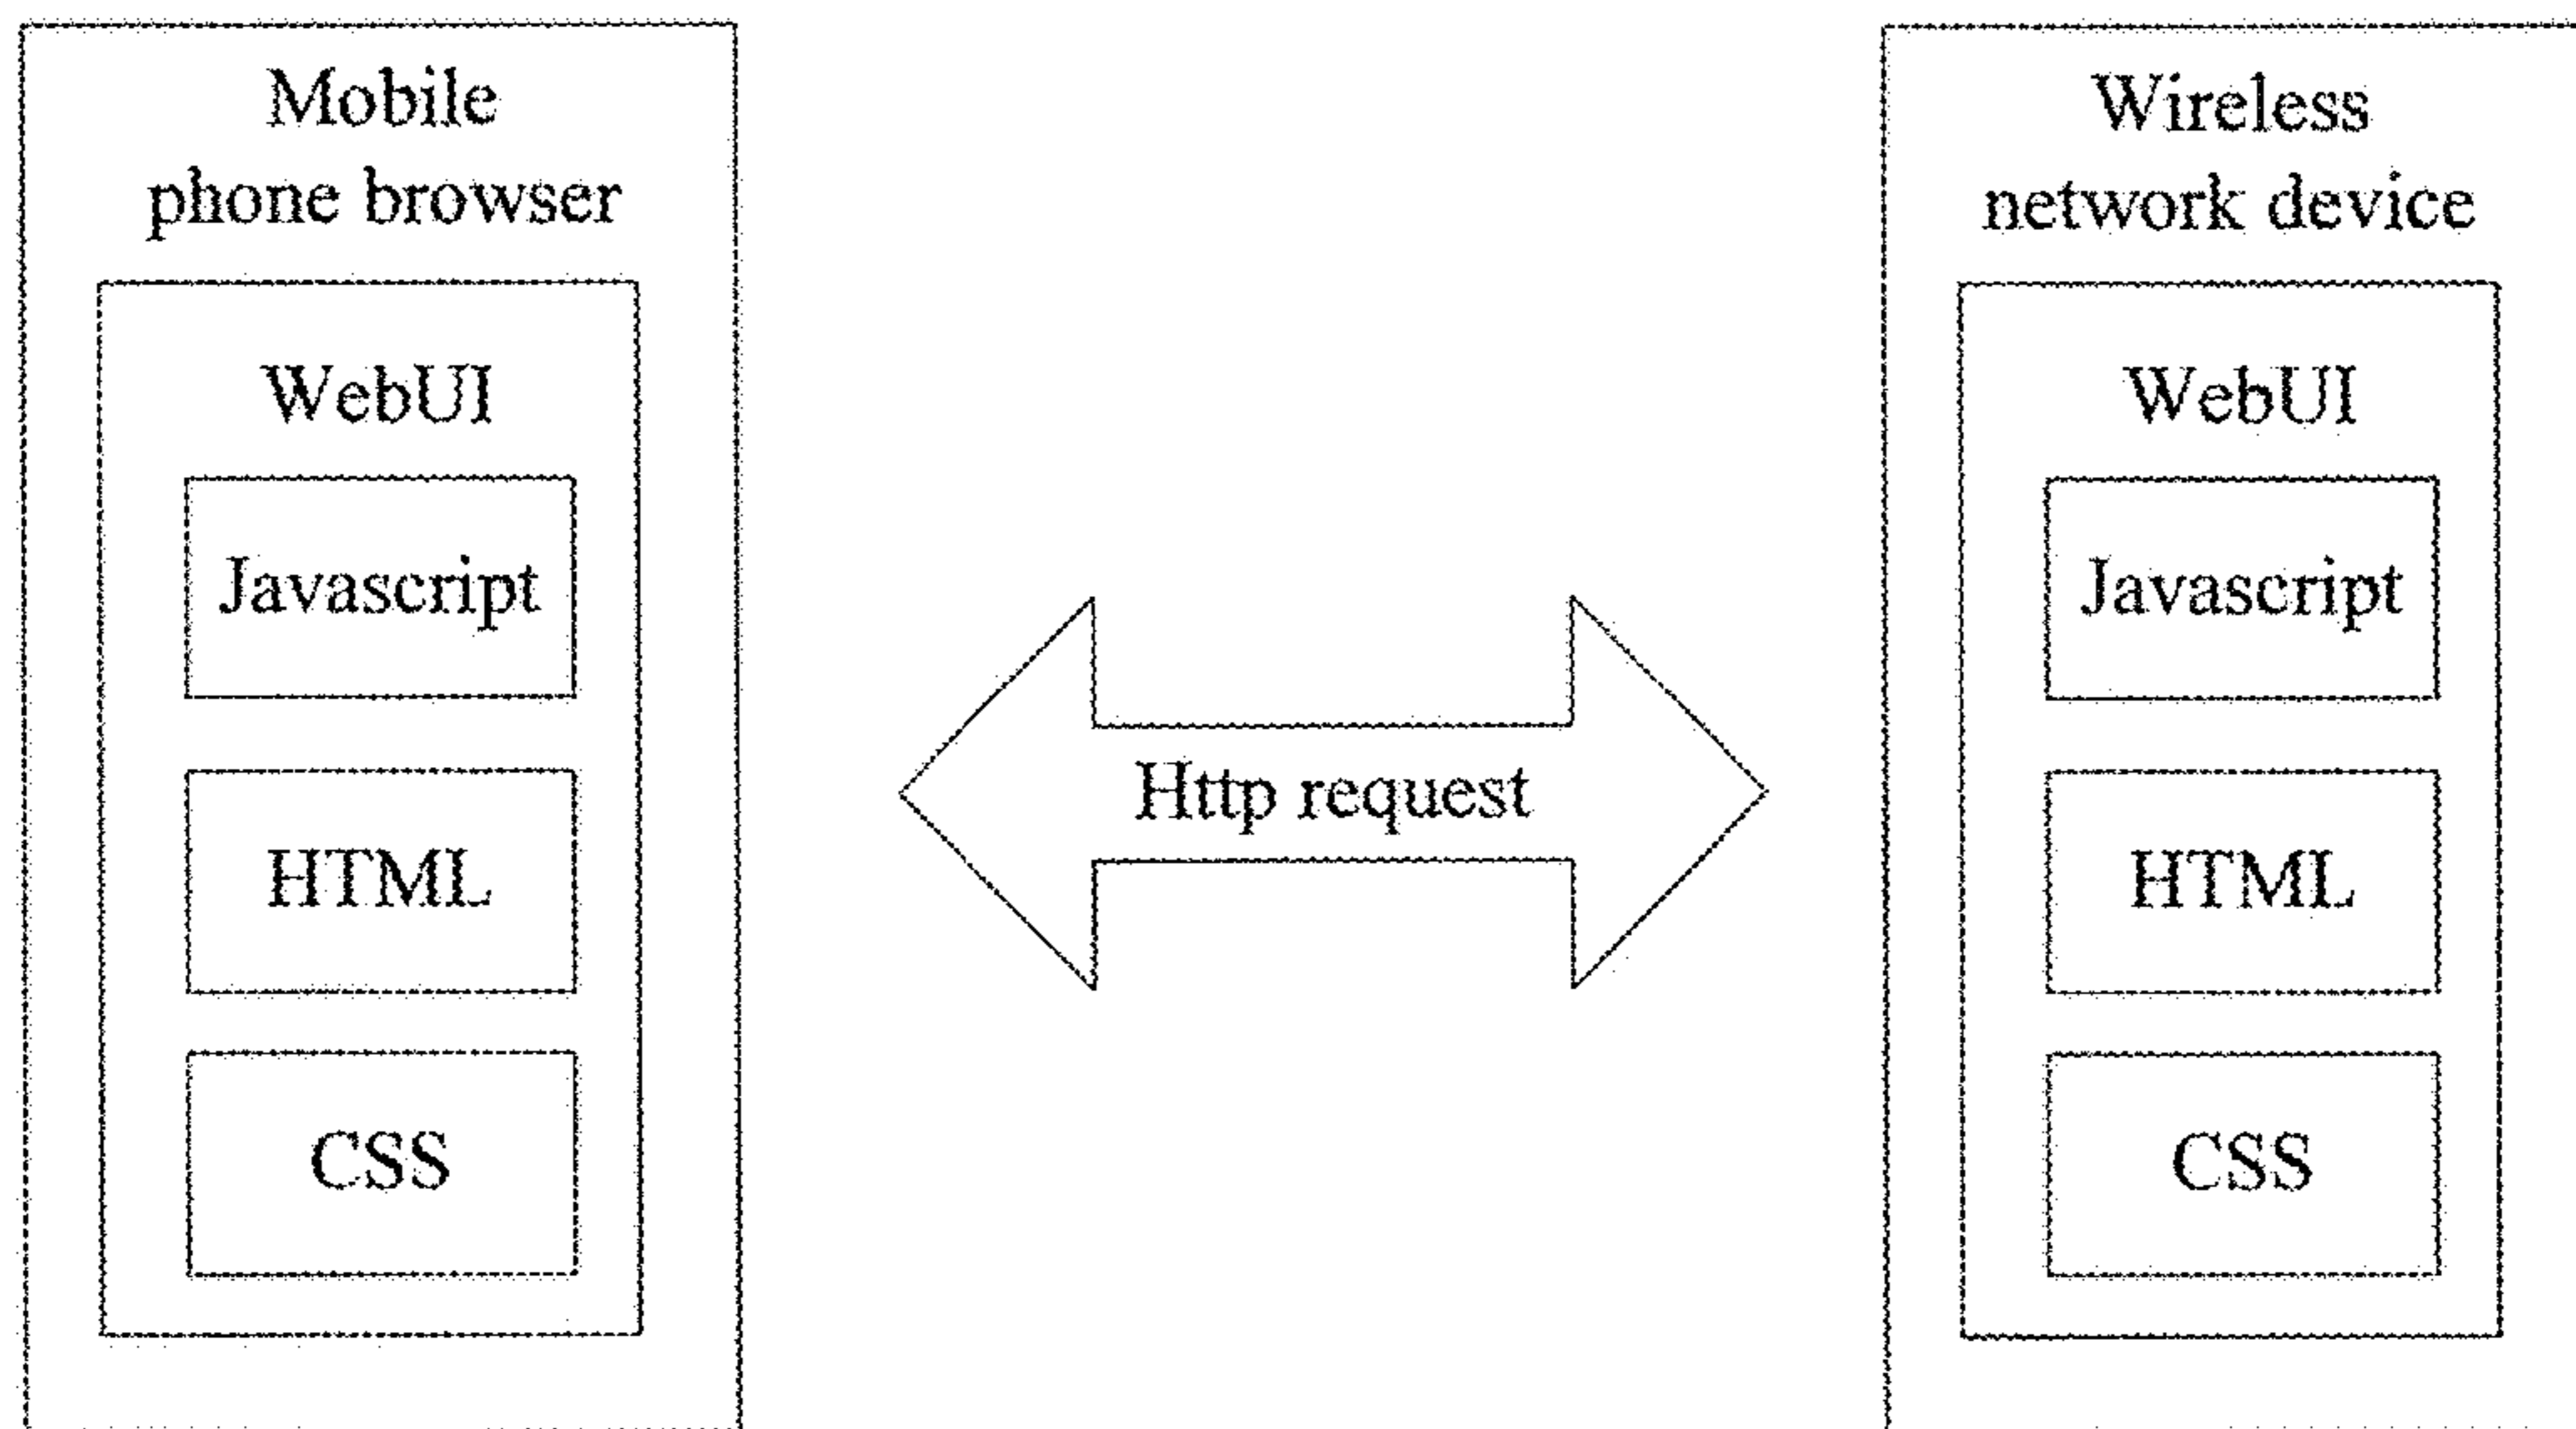 Mobile
phone browser
WebUI
Javascript
HTML
CSS
Http request
Wireless
network device
WebUI
Javascript
HTML
CSS